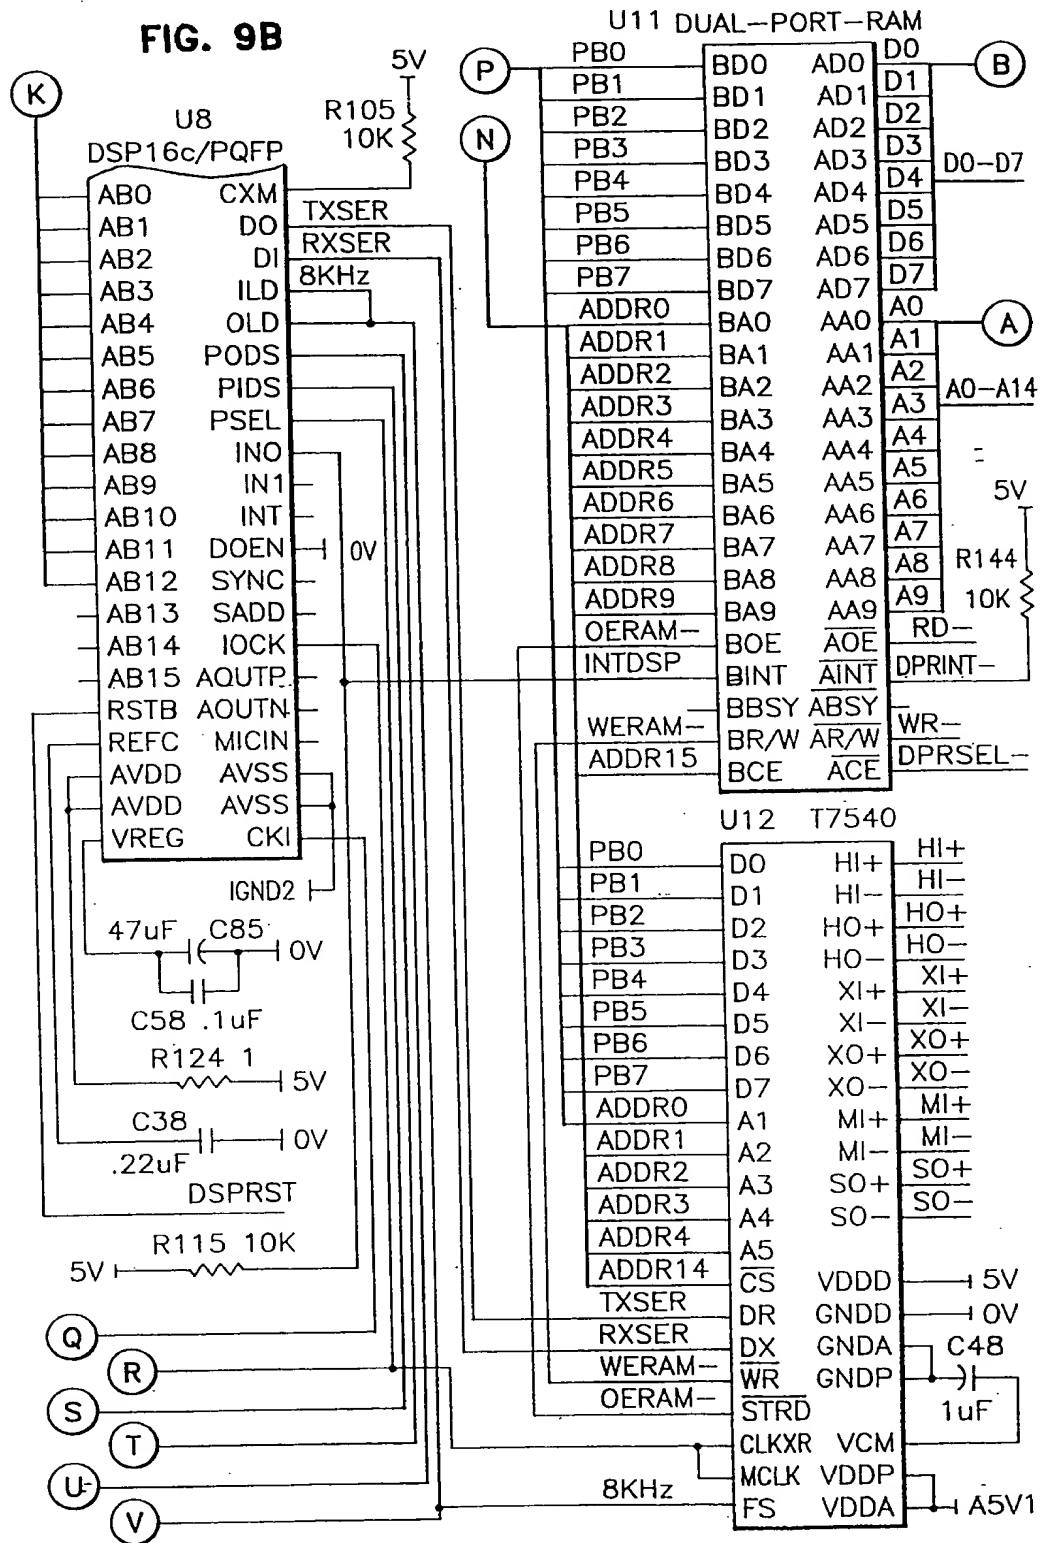 FIG. 9B
K
U8
DSP16c/PQFP
5V
R105
10K
AB0 CXM
AB1 DO TXSER
AB2 DI RXSER
AB3 ILD 8KHz
AB4 OLD
AB5 PODS
AB6 PIDS
AB7 PSEL
AB8 INO
AB9 IN1
AB10 INT
AB11 DOEN 0V
AB12 SYNC
AB13 SADD
AB14 IOCK
AB15 AOUTP
RSTB AOUTN
REFC MICIN
AVDD AVSS
AVDD AVSS
VREG CKI
IGND2
47uF C85 0V
C58 .1uF
R124 1
5V
C38 0V
.22uF
DSPRST
R115 10K
5V
Q
R
S
T
U
V
U11 DUAL-PORT-RAM
P
N
PB0 BD0 AD0 D0 B
PB1 BD1 AD1 D1
PB2 BD2 AD2 D2
PB3 BD3 AD3 D3
PB4 BD4 AD4 D4 D0-D7
PB5 BD5 AD5 D5
PB6 BD6 AD6 D6
PB7 BD7 AD7 D7
ADDR0 BA0 AA0 A0 A
ADDR1 BA1 AA1 A1
ADDR2 BA2 AA2 A2
ADDR3 BA3 AA3 A3 A0-A14
ADDR4 BA4 AA4 A4
ADDR5 BA5 AA5 A5
ADDR6 BA6 AA6 A6
ADDR7 BA7 AA7 A7
ADDR8 BA8 AA8 A8
ADDR9 BA9 AA9 A9
5V
R144
10K
OERAM- BOE AOE RD-
INTDSP BINT AINT DPRINT-
BBSY ABSY
WERAM- BR/W AR/W WR-
ADDR15 BCE ACE DPRSEL-
U12 T7540
PB0 D0 HI+ HI+
PB1 D1 HI- HI-
PB2 D2 HO+ HO+
PB3 D3 HO- HO-
PB4 D4 XI+ XI+
PB5 D5 XI- XI-
PB6 D6 XO+ XO+
PB7 D7 XO- XO-
ADDR0 A1 MI+ MI+
ADDR1 A2 MI- MI-
ADDR2 A3 SO+ SO+
ADDR3 A4 SO- SO-
ADDR4 A5
ADDR14 CS VDDD 5V
TXSER DR GNDD 0V
RXSER DX GNDA C48
WERAM- WR GNDP
OERAM- STRD 1uF
CLKXR VCM
MCLK VDDP
8KHz FS VDDA A5V1